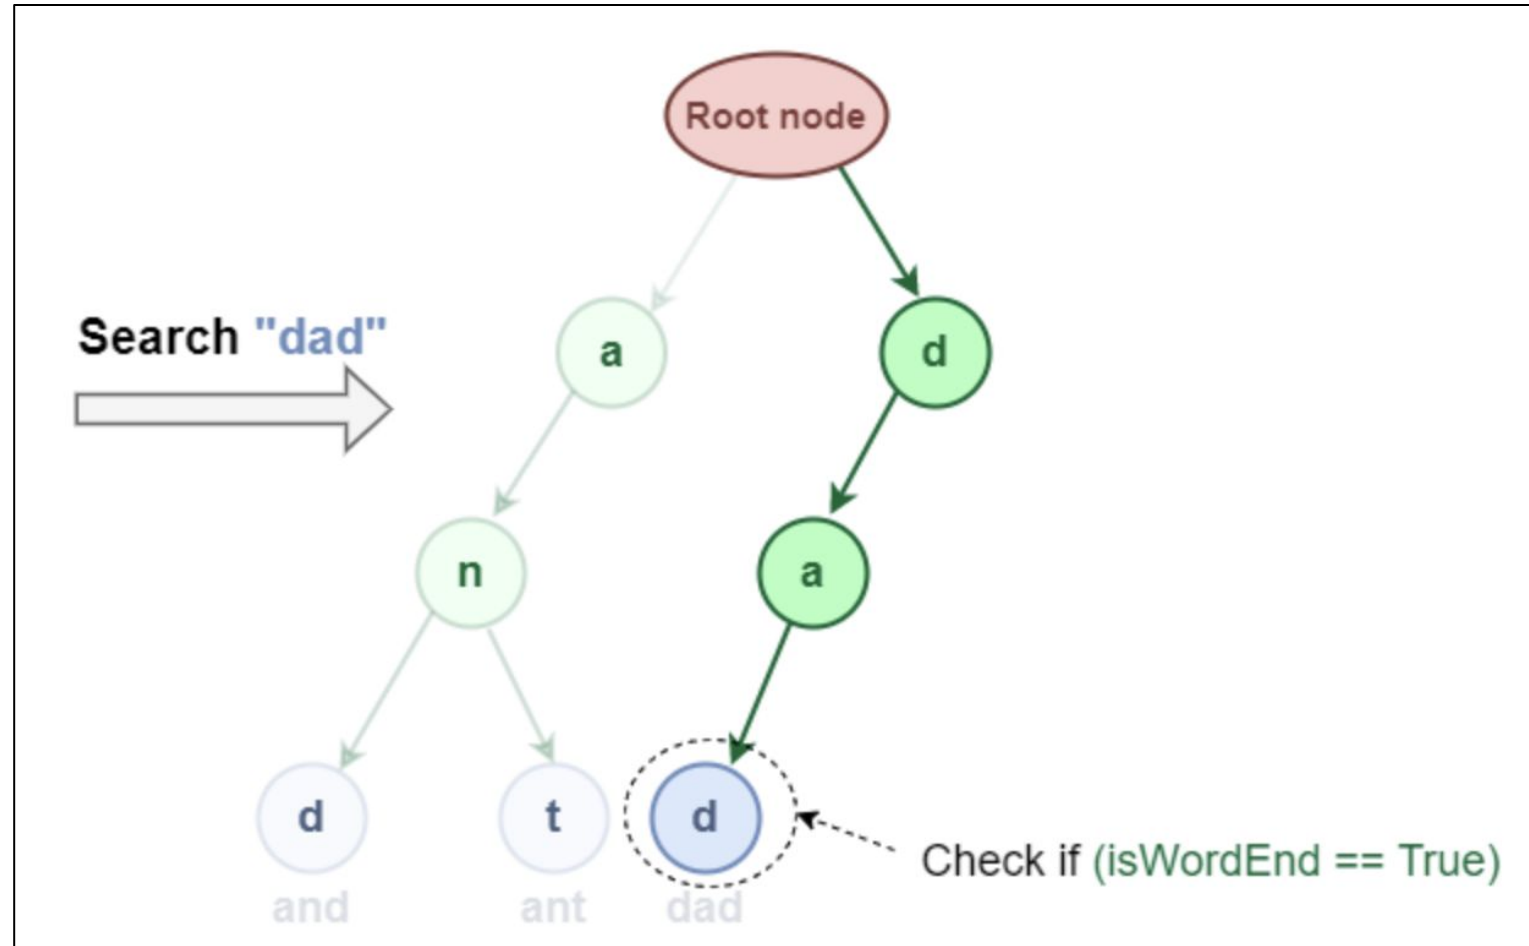 Root node
Search "dad"
a
d
n
a
d
t
d
Check if (isWordEnd == True)
and
ant
dad